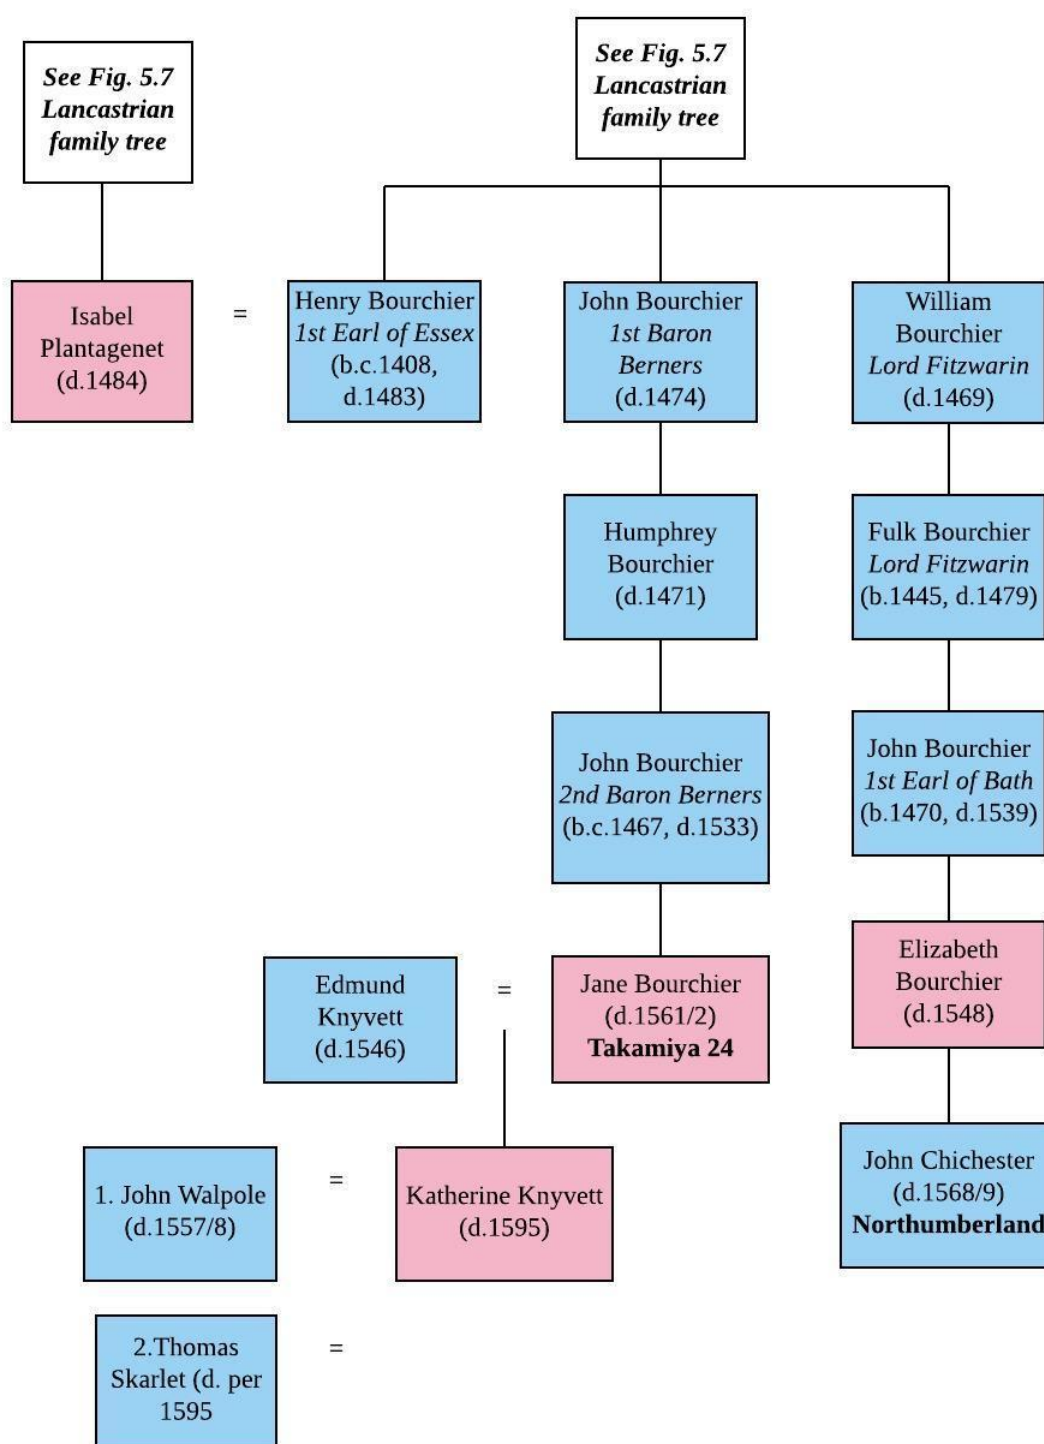 See Fig. 5.7
Lancastrian
family tree
See Fig. 5.7
Lancastrian
family tree
Isabel
Plantagenet
(d.1484)
=
Henry Bourchier
1st Earl of Essex
(b.c.1408,
d.1483)
John Bourchier
1st Baron
Berners
(d.1474)
William
Bourchier
Lord Fitzwarin
(d.1469)
Humphrey
Bourchier
(d.1471)
Fulk Bourchier
Lord Fitzwarin
(b.1445, d.1479)
John Bourchier
2nd Baron Berners
(b.c.1467, d.1533)
John Bourchier
1st Earl of Bath
(b.1470, d.1539)
Edmund
Knyvett
(d.1546)
=
Jane Bourchier
(d.1561/2)
Takamiya 24
Elizabeth
Bourchier
(d.1548)
1. John Walpole
(d.1557/8)
=
Katherine Knyvett
(d.1595)
John Chichester
(d.1568/9)
Northumberland
2.Thomas
Skarlet (d. per
1595
=